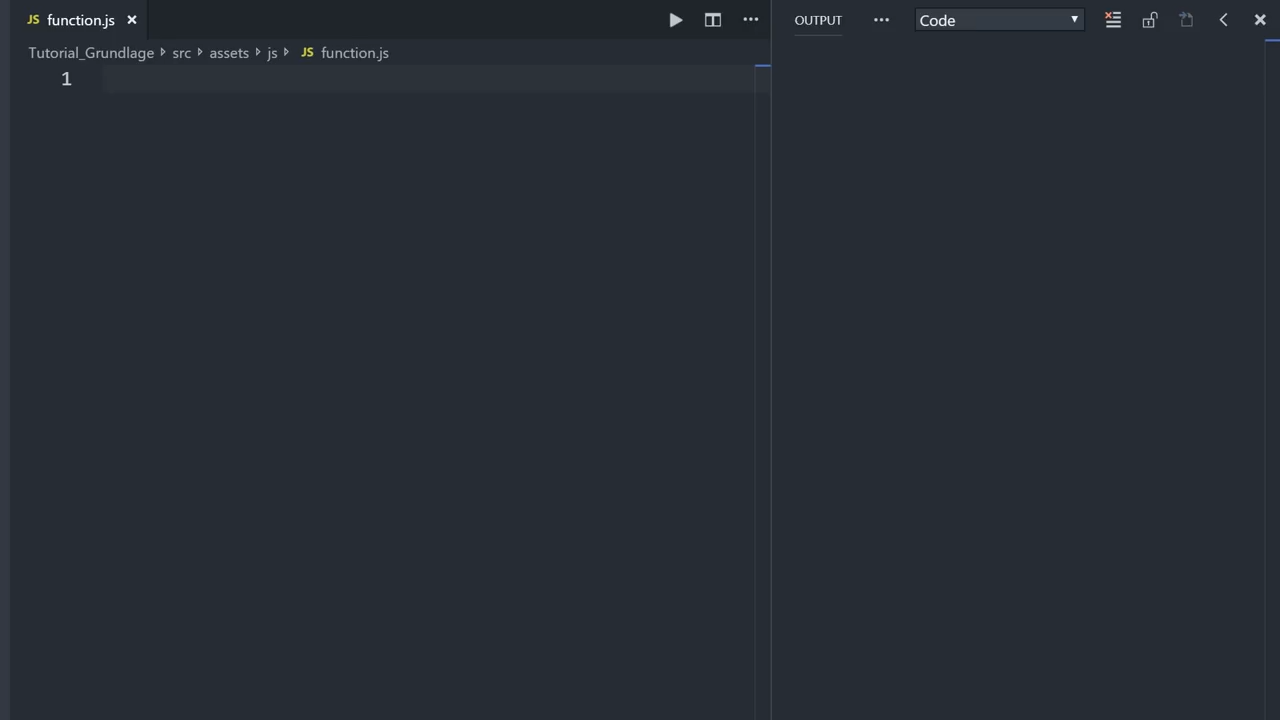 JS function.js
OUTPUT
Code
Tutorial_Grundlage src assets js JS function.js
1